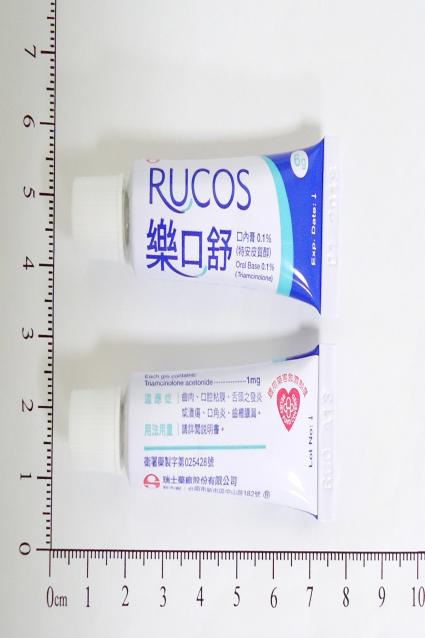 7
6
5
4
3
2
1
0
6g
RUCOS
樂口舒
口內膏 0.1%
(特安皮質醇)
Oral Base 0.1%
(Triamcinolone)
Exp. Date: ↓
Each gm contains:
Triamcinolone acetonide ............ 1mg
適應症 齒肉、口腔粘膜、舌頭之發炎
或潰瘍、口角炎、齒槽膿漏。
用法用量 請詳閱說明書。
衛署藥製字第025428號
瑞士藥廠股份有限公司
Lot No: ↓
0cm 1 2 3 4 5 6 7 8 9 10